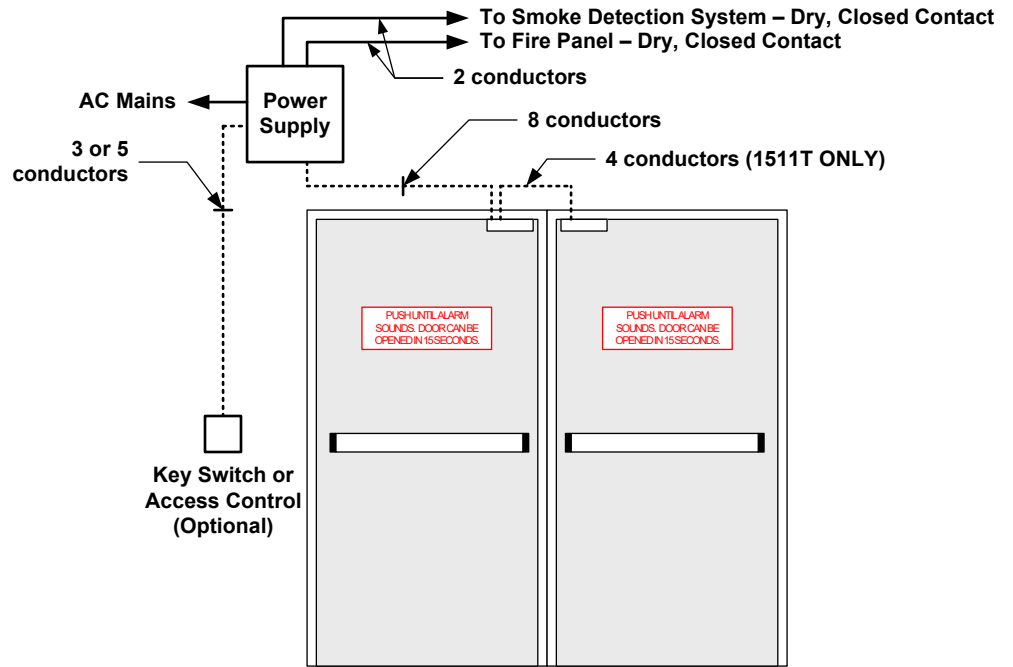 To Smoke Detection System – Dry, Closed Contact
To Fire Panel – Dry, Closed Contact
2 conductors
AC Mains
Power
Supply
8 conductors
3 or 5
conductors
4 conductors (1511T ONLY)
PUSH UNTIL ALARM
SOUNDS. DOOR CAN BE
OPENED IN 15 SECONDS.
PUSH UNTIL ALARM
SOUNDS. DOOR CAN BE
OPENED IN 15 SECONDS.
Key Switch or
Access Control
(Optional)